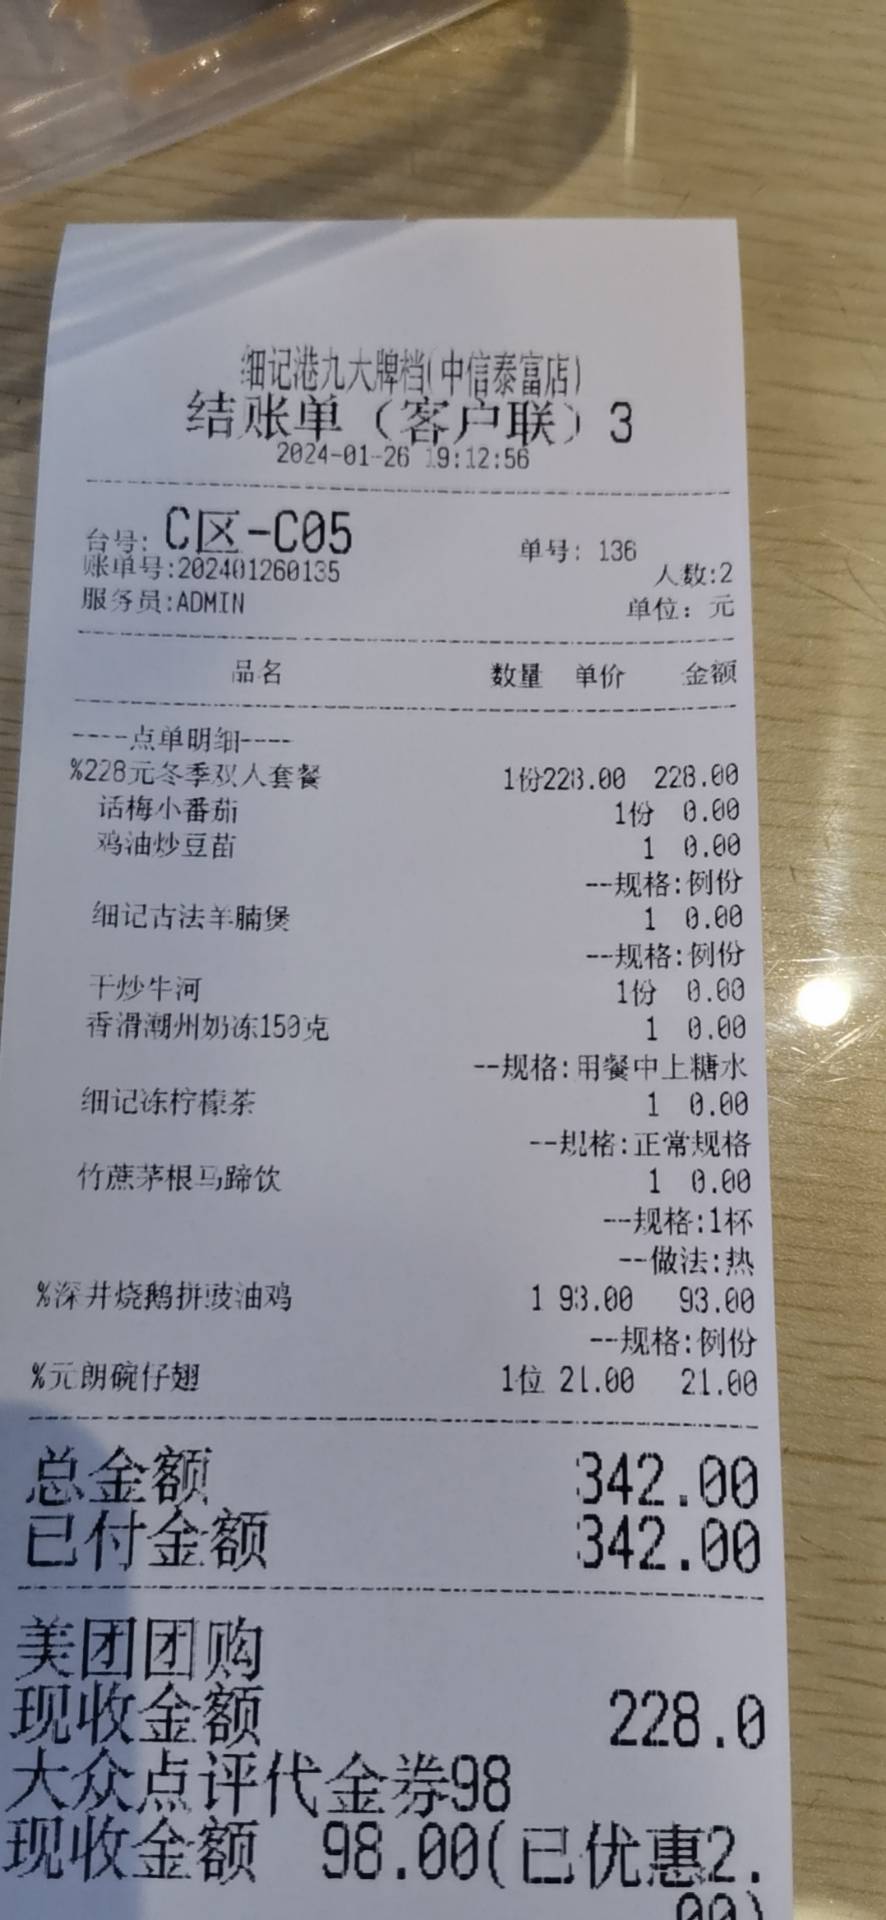 细记港九大牌档(中信泰富店)
结账单（客户联）3
2024-01-26 19:12:56
台号: C区-C05 单号: 136
账单号:202401260135 人数:2
服务员:ADMIN 单位: 元
品名 数量 单价 金额
----点单明细----
%228元冬季双人套餐 1份228.00 228.00
话梅小番茄 1份 0.00
鸡油炒豆苗 1 0.00
--规格:例份
细记古法羊腩煲 1 0.00
--规格:例份
干炒牛河 1份 0.00
香滑潮州奶冻150克 1 0.00
--规格:用餐中上糖水
细记冻柠檬茶 1 0.00
--规格:正常规格
竹蔗茅根马蹄饮 1 0.00
--规格:1杯
--做法:热
%深井烧鹅拼豉油鸡 1 93.00 93.00
--规格:例份
%元朗碗仔翅 1位 21.00 21.00
总金额 342.00
已付金额 342.00
美团团购
现收金额 228.0
大众点评代金券98
现收金额 98.00(已优惠2.
00)